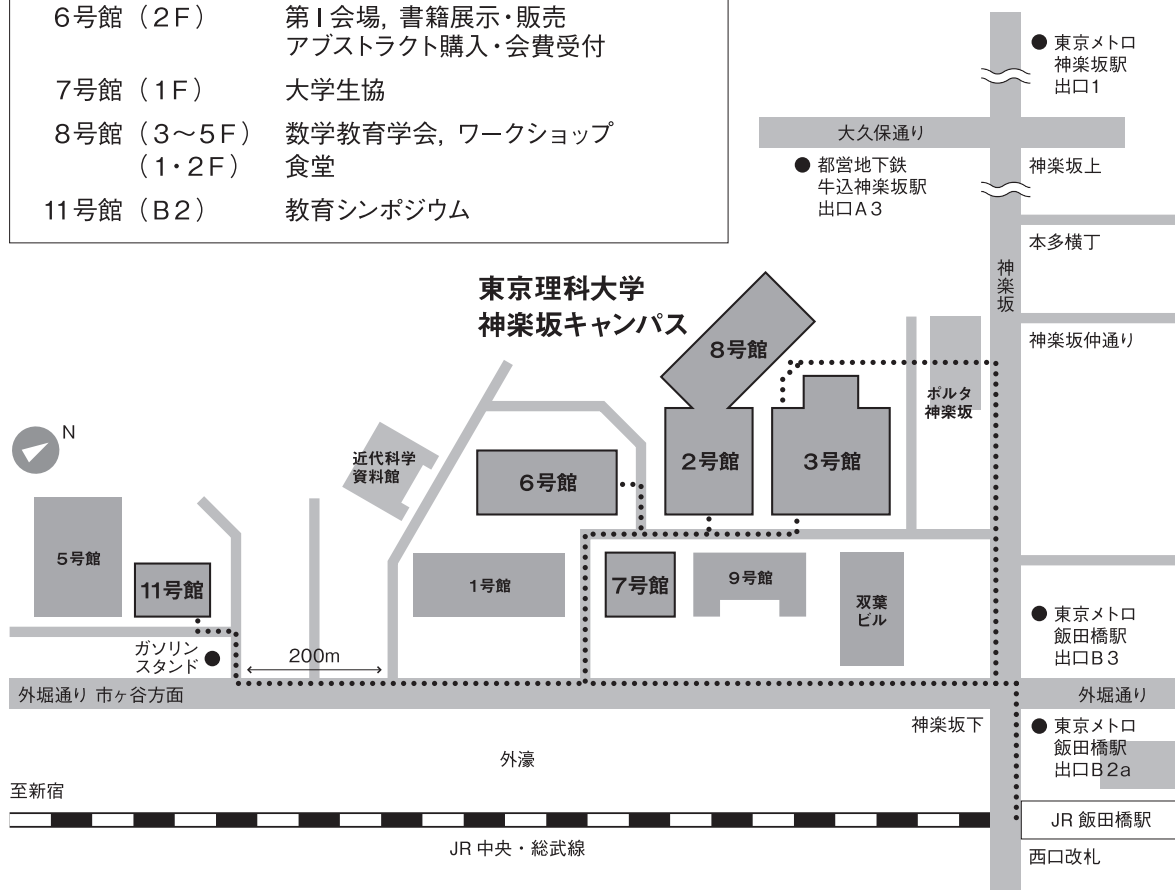 6号館（2F） 第Ⅰ会場, 書籍展示・販売
アブストラクト購入・会費受付
7号館（1F） 大学生協
8号館（3〜5F） 数学教育学会, ワークショップ
（1・2F） 食堂
11号館（B2） 教育シンポジウム
東京メトロ
神楽坂駅
出口1
大久保通り
都営地下鉄
牛込神楽坂駅
出口A3
神楽坂上
本多横丁
神楽坂
神楽坂仲通り
東京理科大学
神楽坂キャンパス
8号館
ポルタ
神楽坂
N
近代科学
資料館
6号館
2号館
3号館
5号館
11号館
1号館
7号館
9号館
双葉
ビル
ガソリン
スタンド
200m
東京メトロ
飯田橋駅
出口B3
外堀通り 市ヶ谷方面
外堀通り
神楽坂下
東京メトロ
飯田橋駅
出口B2a
外濠
至新宿
JR 飯田橋駅
JR 中央・総武線
西口改札